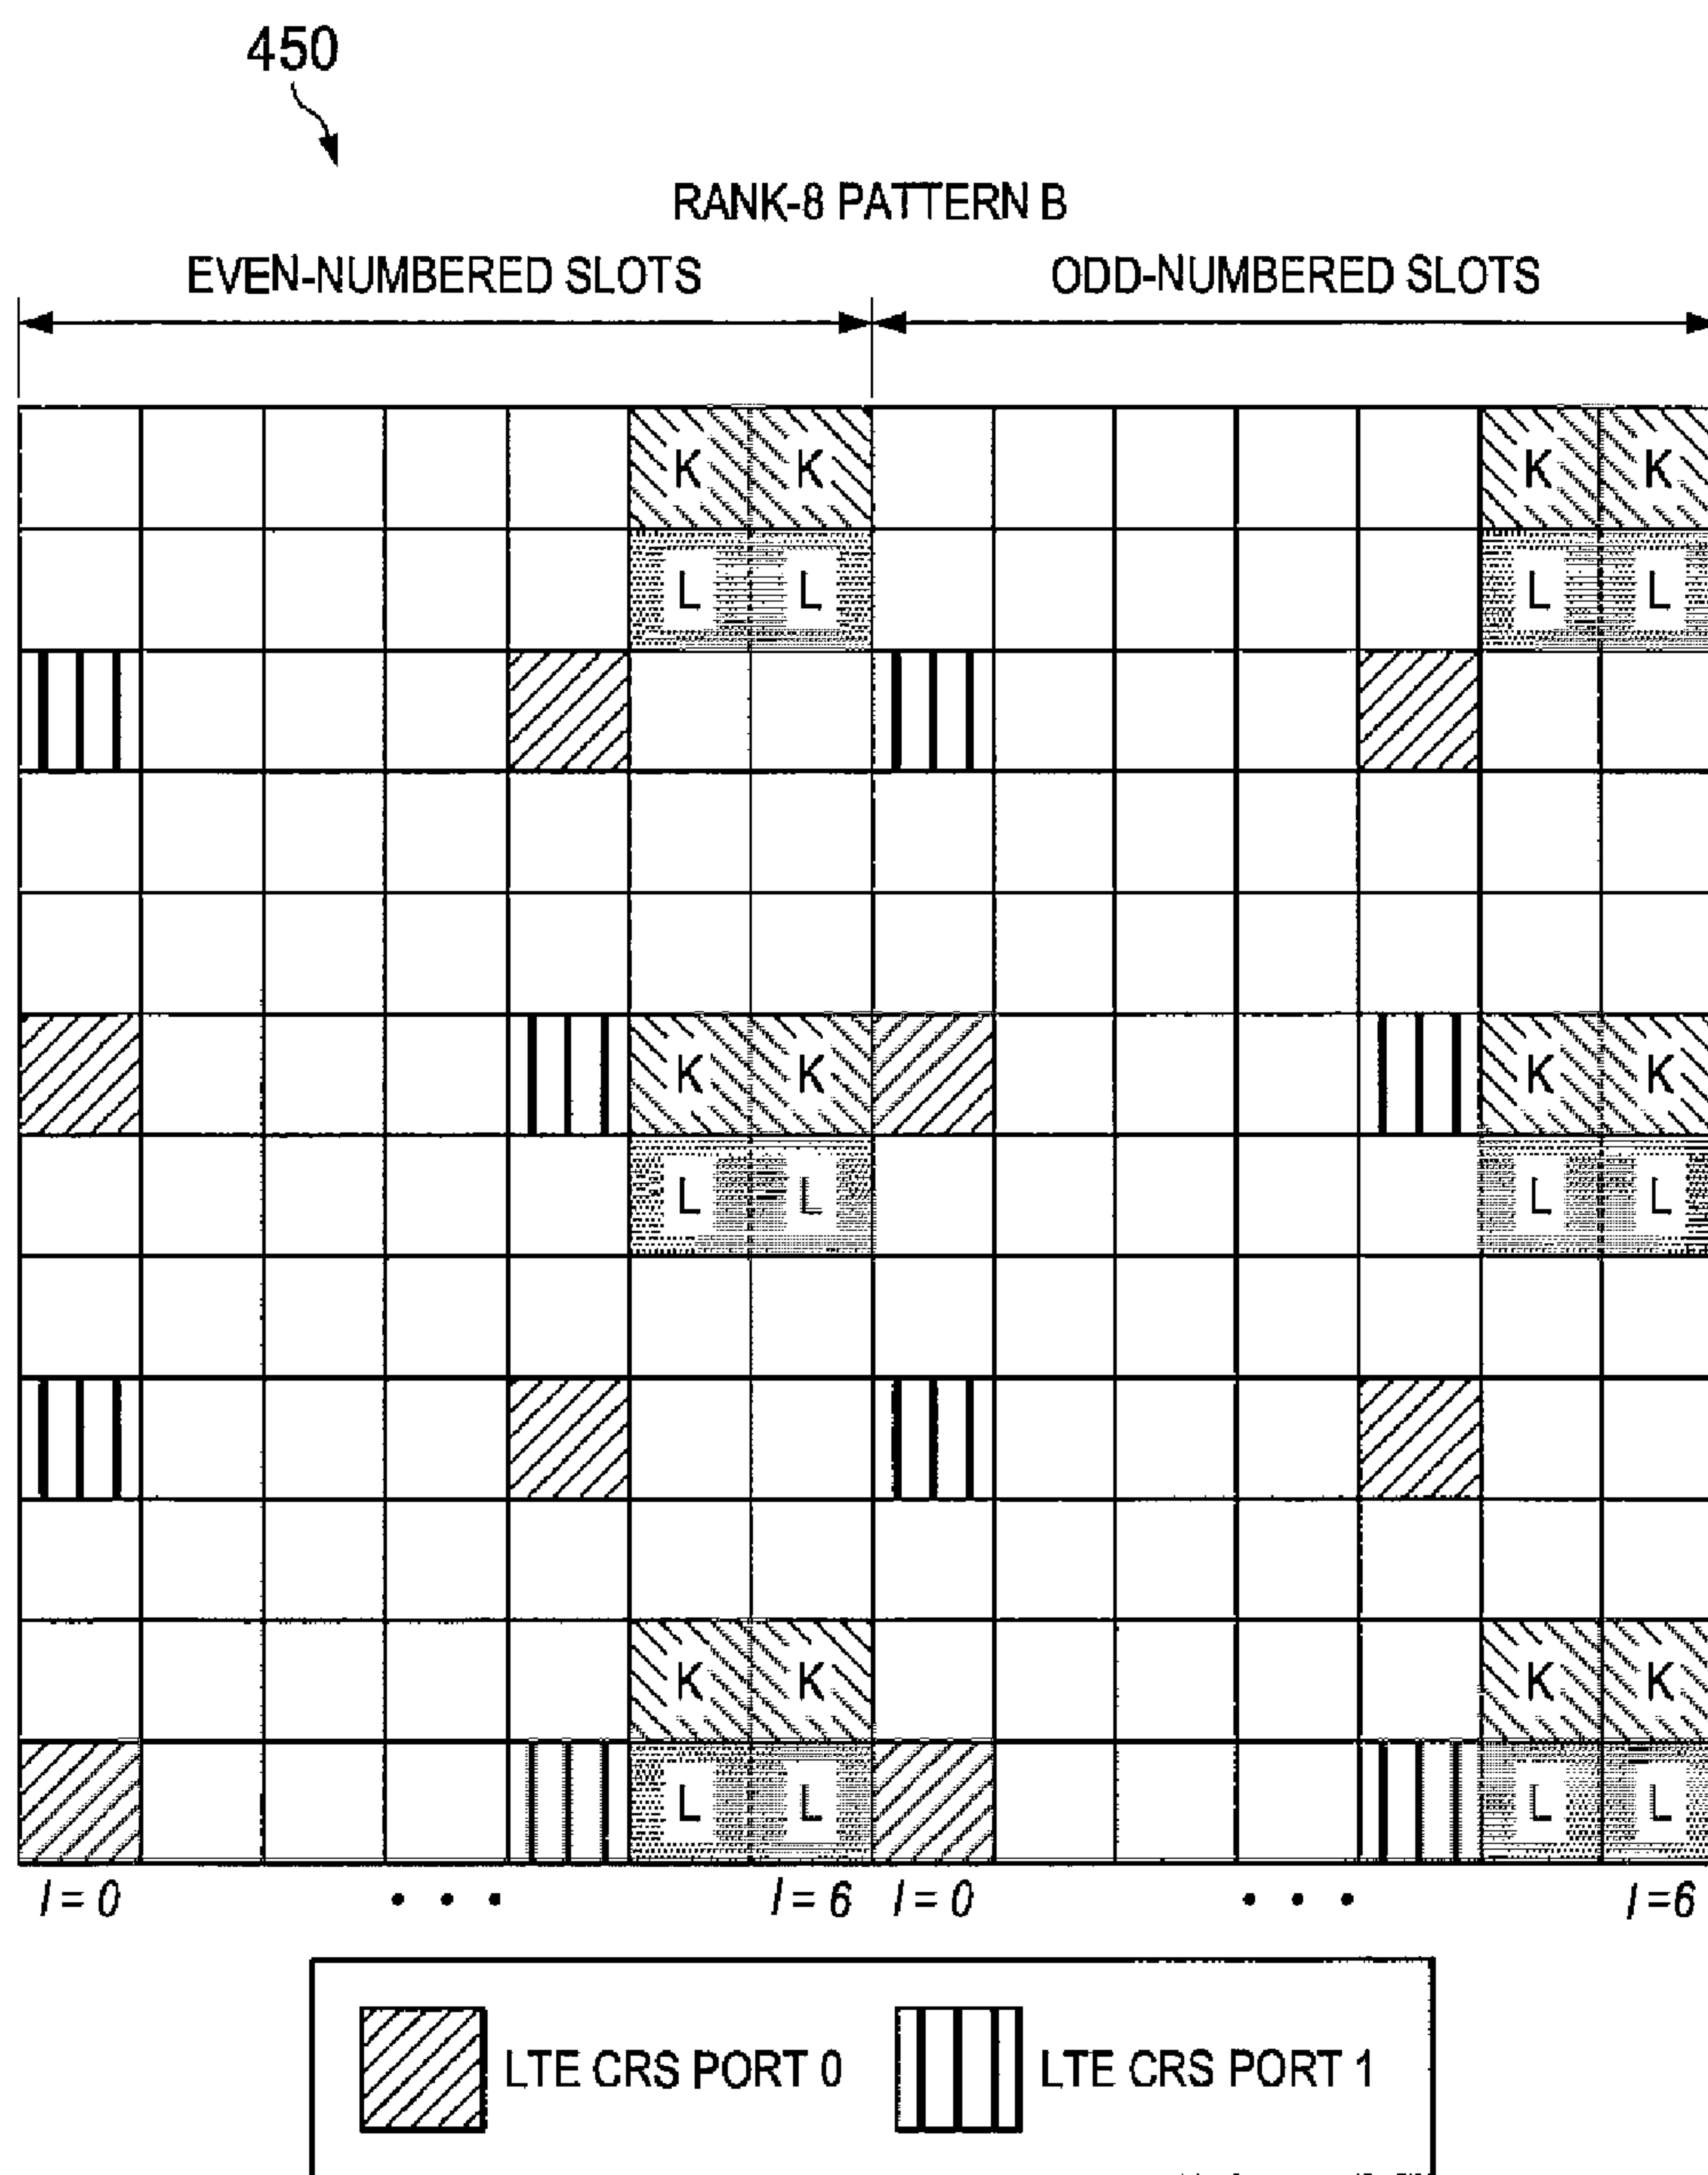 450
RANK-8 PATTERN B
EVEN-NUMBERED SLOTS ODD-NUMBERED SLOTS
K K K K
L L L L
K K K K
L L L L
K K K K
L L L L
l = 0 • • • l = 6 l = 0 • • • l =6
LTE CRS PORT 0 LTE CRS PORT 1